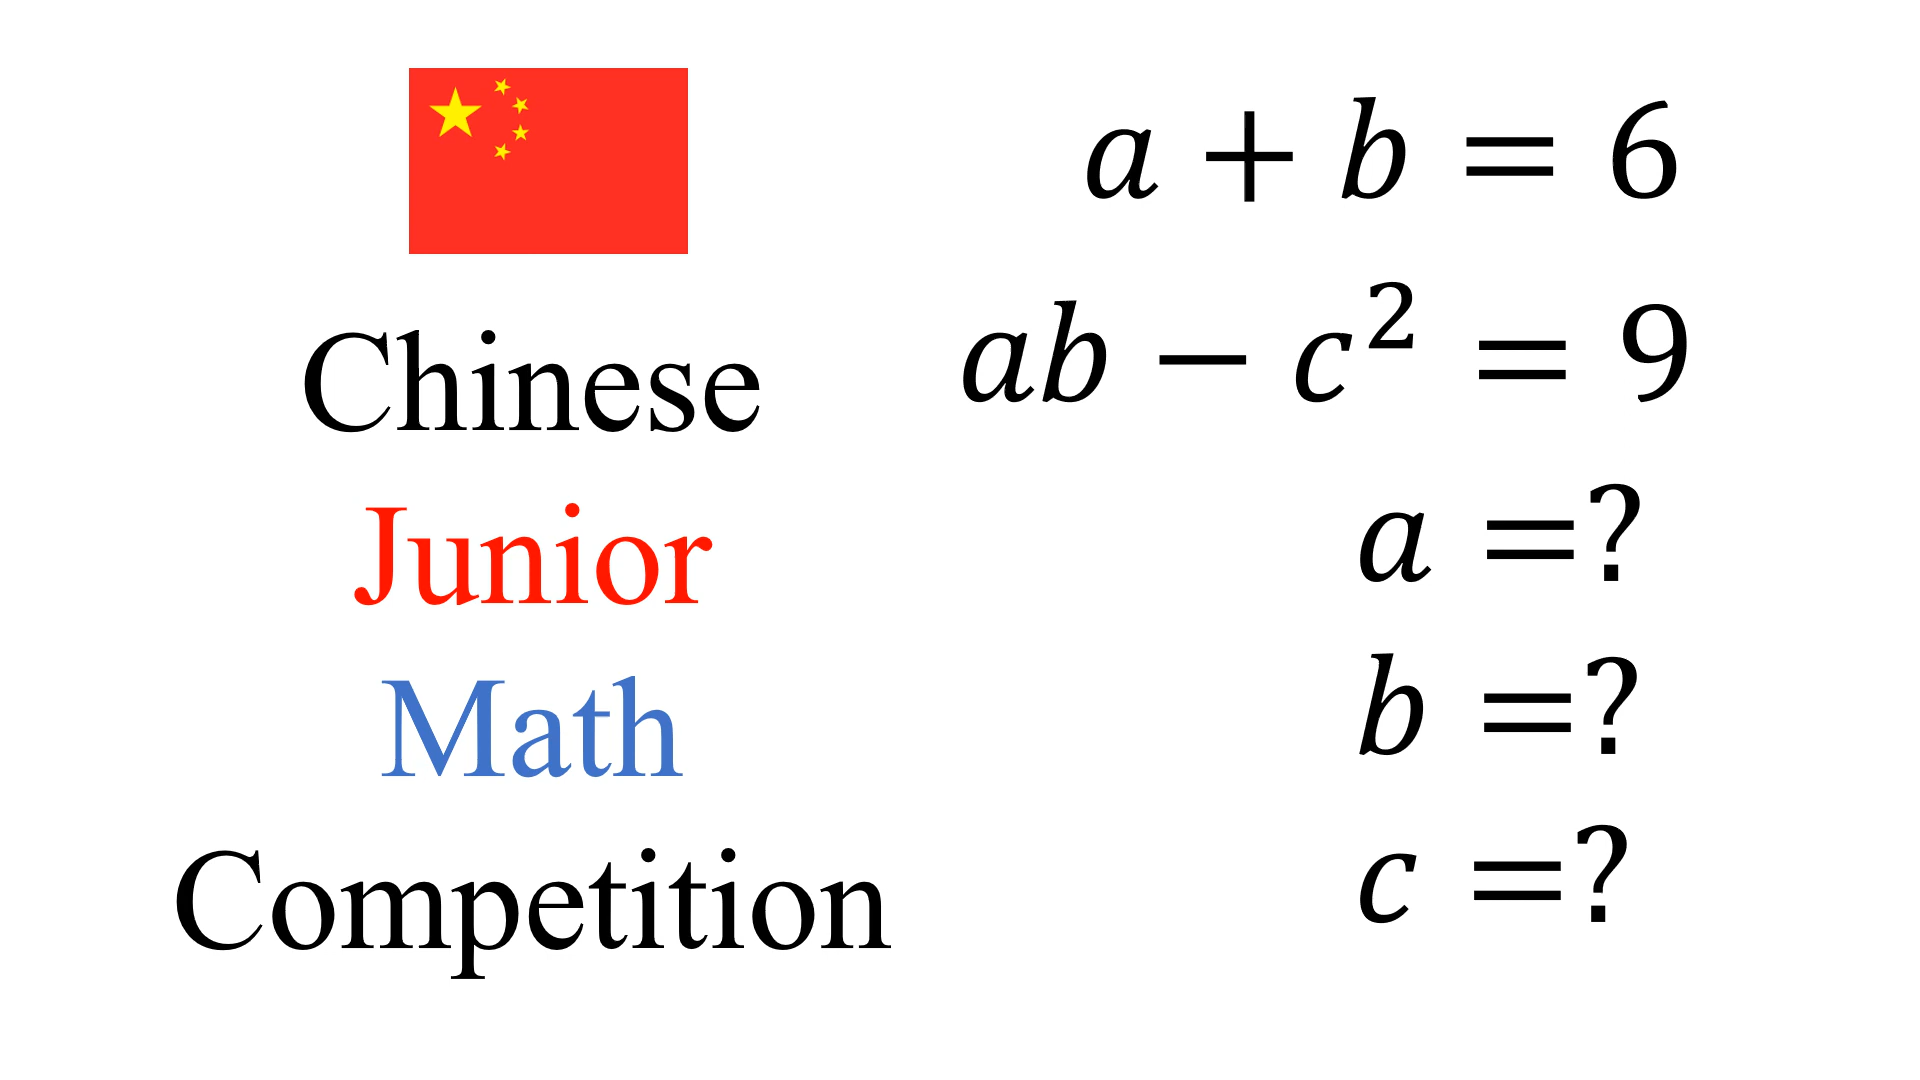 Chinese
Junior
Math
Competition
a + b = 6
ab − c² = 9
a =?
b =?
c =?